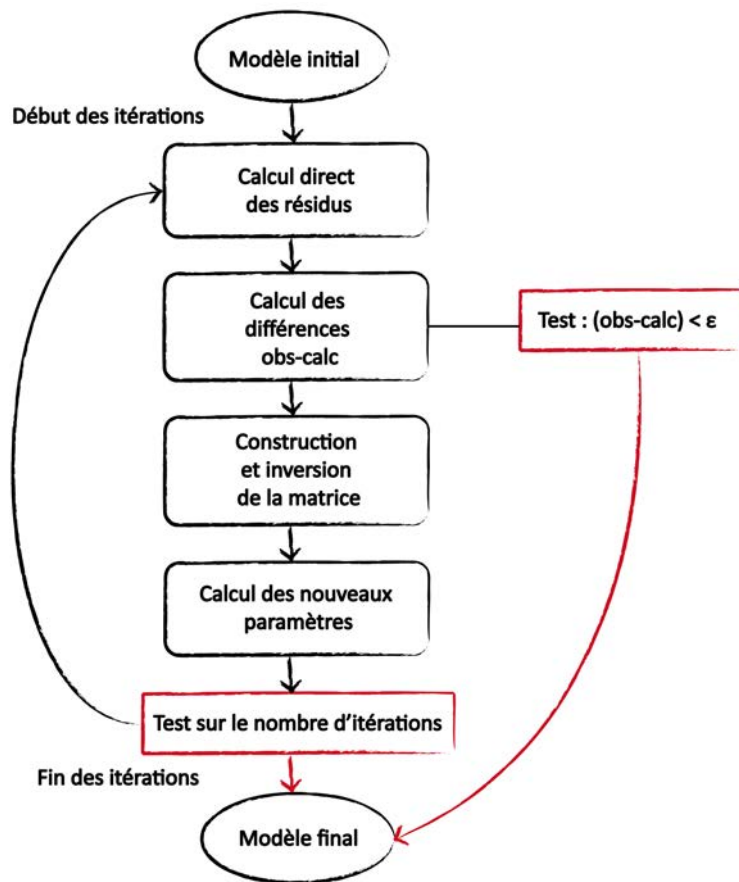 Modèle initial
Début des itérations
Calcul direct
des résidus
Calcul des
différences
obs-calc
Test : (obs-calc) < ε
Construction
et inversion
de la matrice
Calcul des nouveaux
paramètres
Test sur le nombre d’itérations
Fin des itérations
Modèle final